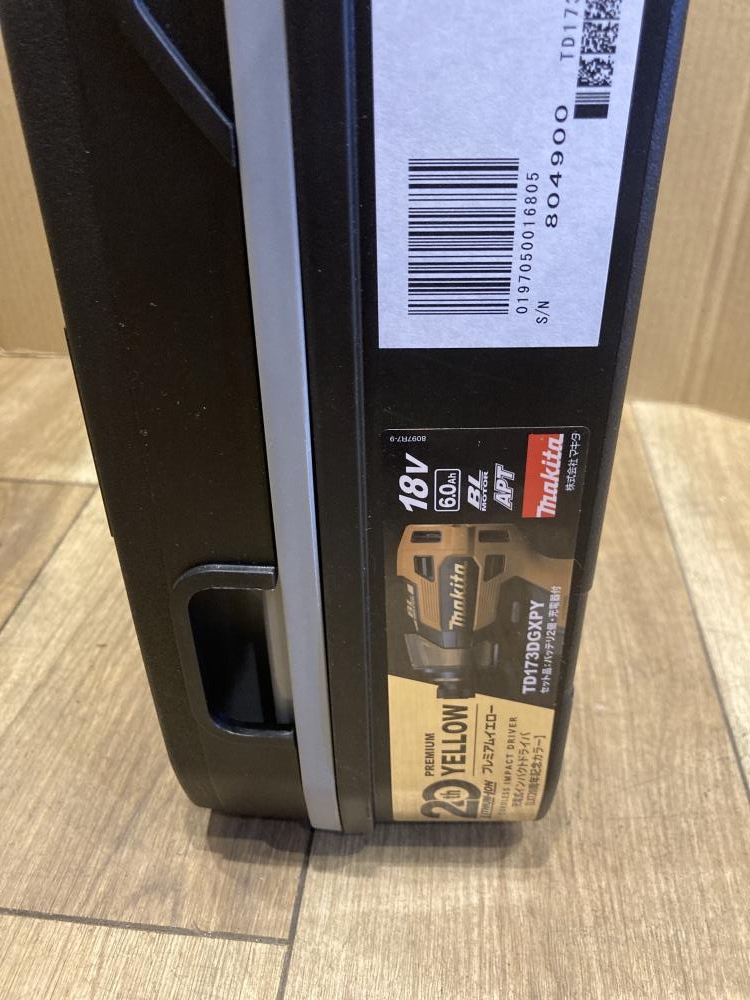 TD173
804900
0197050016805
S/N
8097R7-9
18V
6.0Ah
BL
MOTOR
APT
makita
株式会社マキタ
makita
TD173DGXPY
セット品:バッテリ2個・充電器付
20th
PREMIUM
YELLOW
LITHIUM-ION
プレミアムイエロー
CORDLESS IMPACT DRIVER
充電式インパクトドライバ